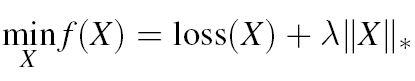 min_X f(X) = loss(X) + λ‖X‖_*